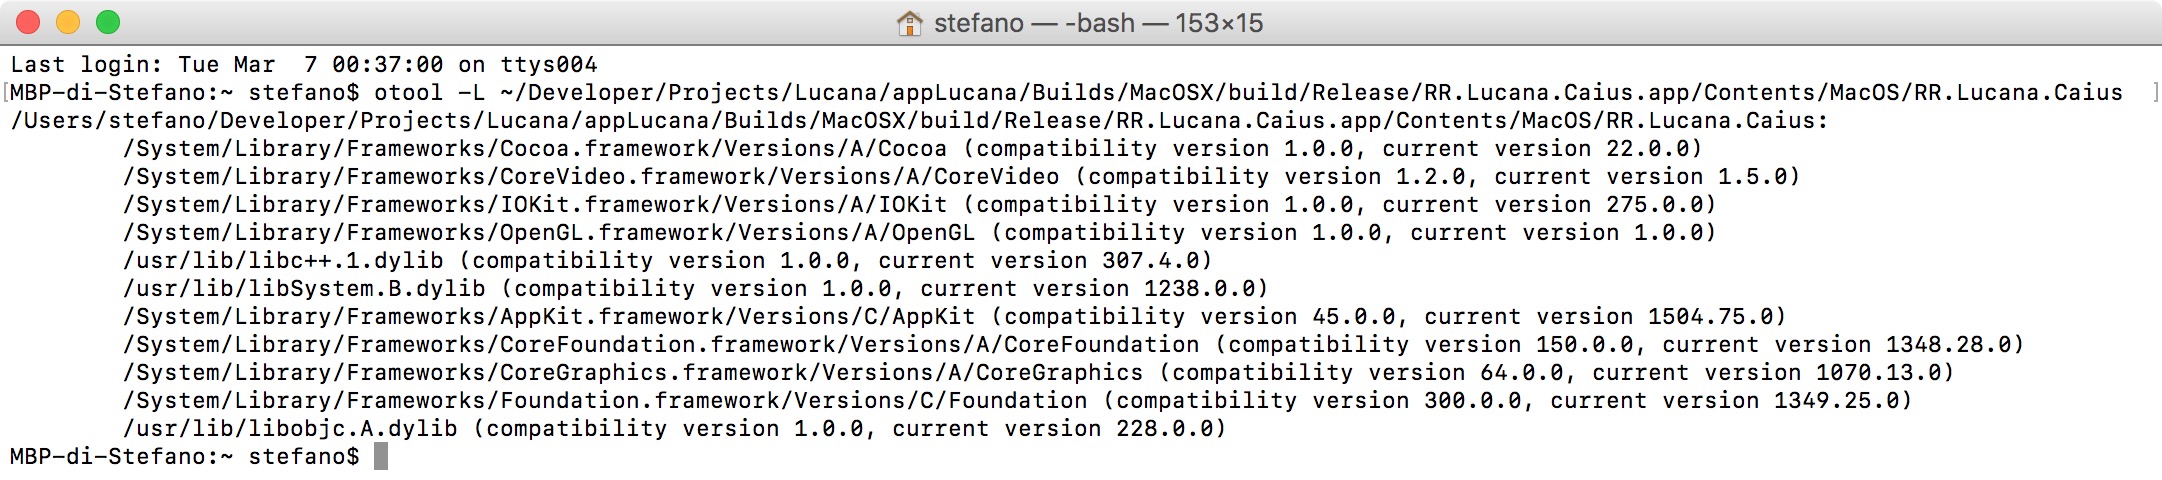 stefano — -bash — 153×15
Last login: Tue Mar  7 00:37:00 on ttys004
[MBP-di-Stefano:~ stefano$ otool -L ~/Developer/Projects/Lucana/appLucana/Builds/MacOSX/build/Release/RR.Lucana.Caius.app/Contents/MacOS/RR.Lucana.Caius  ]
/Users/stefano/Developer/Projects/Lucana/appLucana/Builds/MacOSX/build/Release/RR.Lucana.Caius.app/Contents/MacOS/RR.Lucana.Caius:
        /System/Library/Frameworks/Cocoa.framework/Versions/A/Cocoa (compatibility version 1.0.0, current version 22.0.0)
        /System/Library/Frameworks/CoreVideo.framework/Versions/A/CoreVideo (compatibility version 1.2.0, current version 1.5.0)
        /System/Library/Frameworks/IOKit.framework/Versions/A/IOKit (compatibility version 1.0.0, current version 275.0.0)
        /System/Library/Frameworks/OpenGL.framework/Versions/A/OpenGL (compatibility version 1.0.0, current version 1.0.0)
        /usr/lib/libc++.1.dylib (compatibility version 1.0.0, current version 307.4.0)
        /usr/lib/libSystem.B.dylib (compatibility version 1.0.0, current version 1238.0.0)
        /System/Library/Frameworks/AppKit.framework/Versions/C/AppKit (compatibility version 45.0.0, current version 1504.75.0)
        /System/Library/Frameworks/CoreFoundation.framework/Versions/A/CoreFoundation (compatibility version 150.0.0, current version 1348.28.0)
        /System/Library/Frameworks/CoreGraphics.framework/Versions/A/CoreGraphics (compatibility version 64.0.0, current version 1070.13.0)
        /System/Library/Frameworks/Foundation.framework/Versions/C/Foundation (compatibility version 300.0.0, current version 1349.25.0)
        /usr/lib/libobjc.A.dylib (compatibility version 1.0.0, current version 228.0.0)
MBP-di-Stefano:~ stefano$